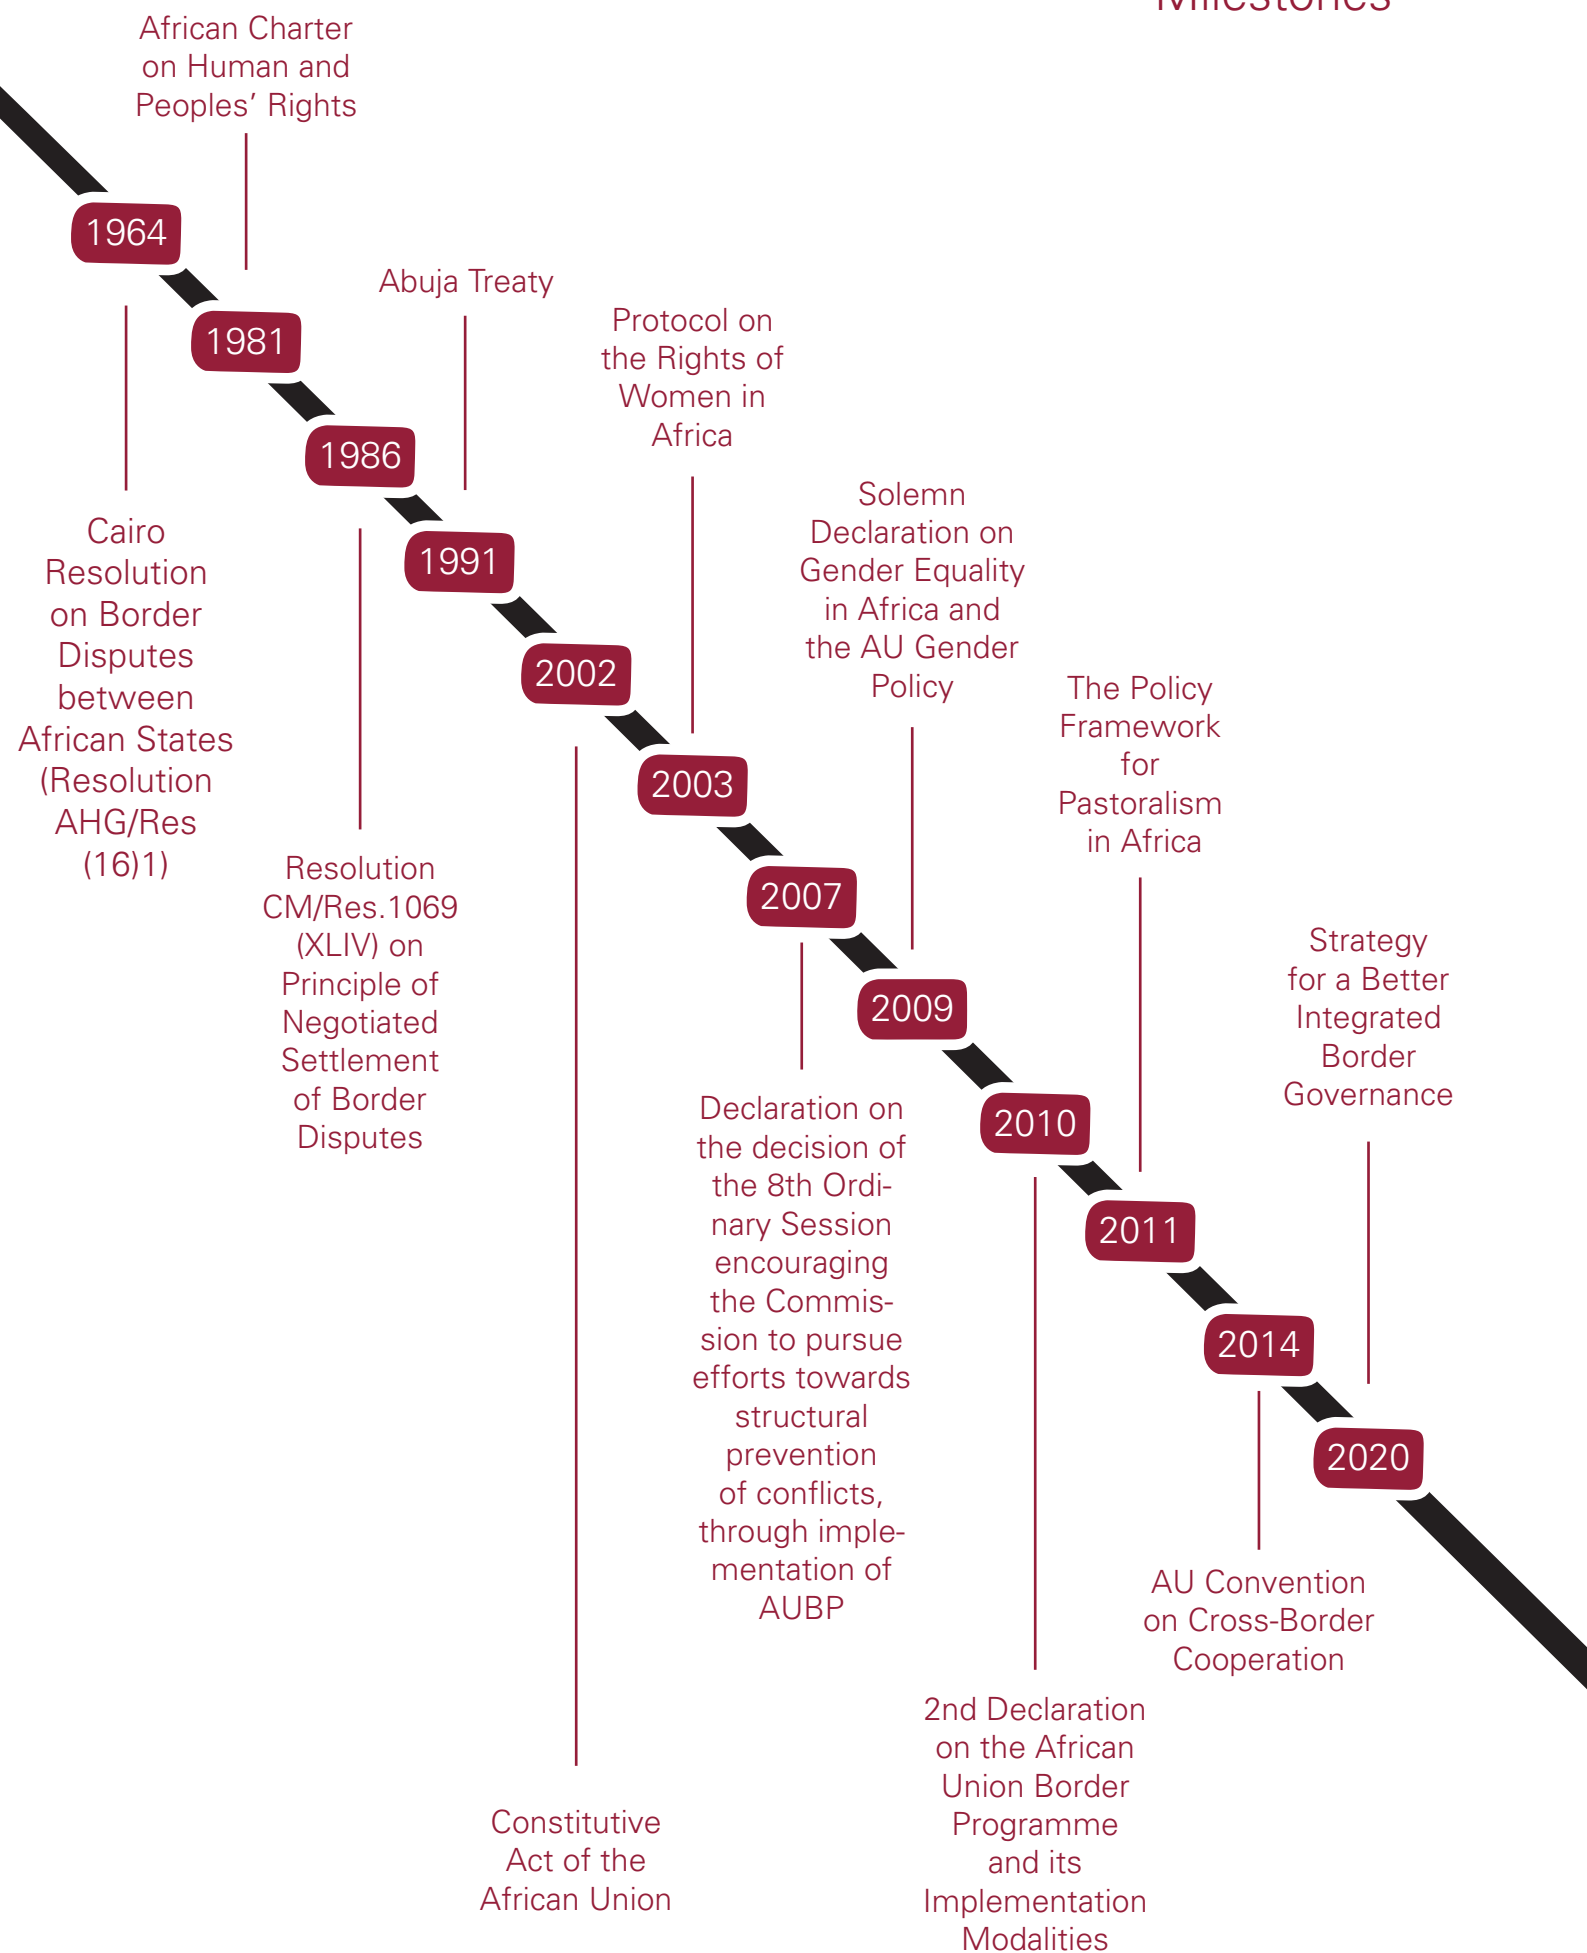 Milestones
African Charter
on Human and
Peoples' Rights
1964
Cairo
Resolution
on Border
Disputes
between
African States
(Resolution
AHG/Res
(16)1)
1981
1986
Resolution
CM/Res.1069
(XLIV) on
Principle of
Negotiated
Settlement
of Border
Disputes
Abuja Treaty
1991
2002
Constitutive
Act of the
African Union
Protocol on
the Rights of
Women in
Africa
2003
2007
Declaration on
the decision of
the 8th Ordi-
nary Session
encouraging
the Commis-
sion to pursue
efforts towards
structural
prevention
of conflicts,
through imple-
mentation of
AUBP
Solemn
Declaration on
Gender Equality
in Africa and
the AU Gender
Policy
2009
2010
2nd Declaration
on the African
Union Border
Programme
and its
Implementation
Modalities
The Policy
Framework
for
Pastoralism
in Africa
2011
2014
AU Convention
on Cross-Border
Cooperation
Strategy
for a Better
Integrated
Border
Governance
2020